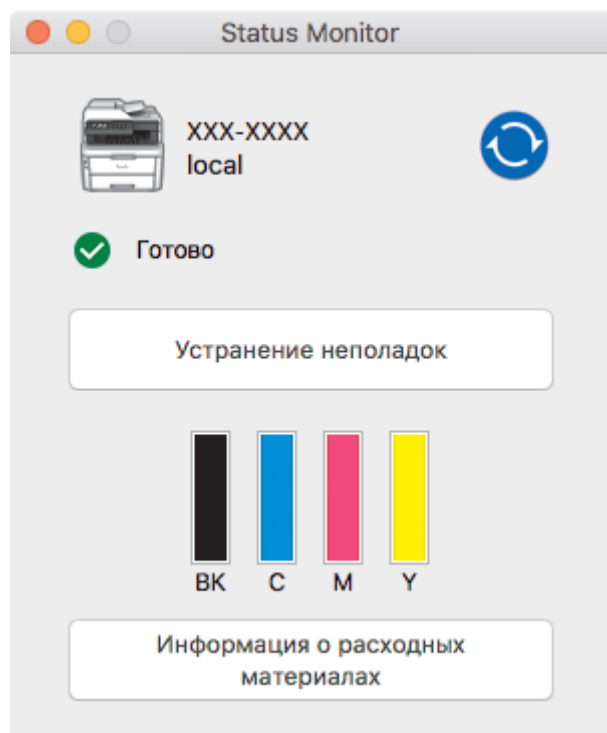 Status Monitor
XXX-XXXX
local
Готово
Устранение неполадок
BK C M Y
Информация о расходных
материалах